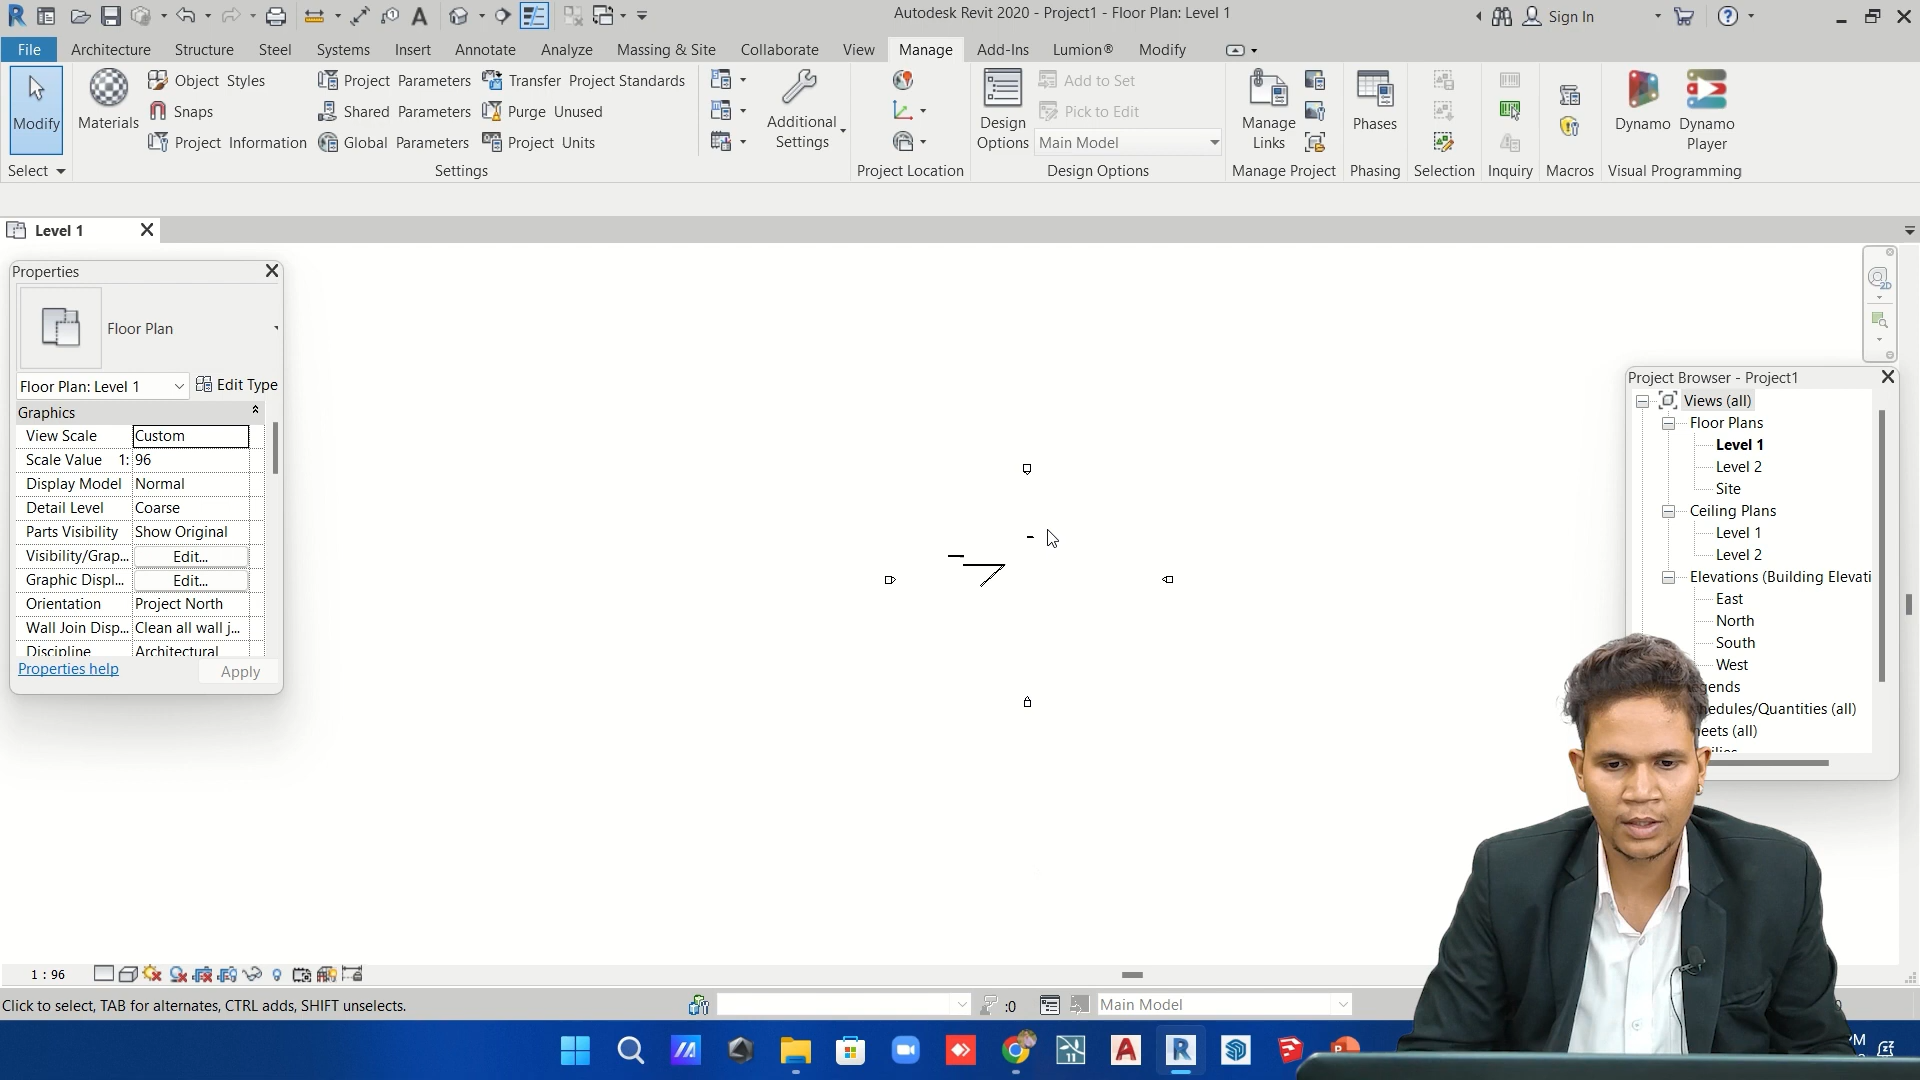 Autodesk Revit 2020 - Project1 - Floor Plan: Level 1
Sign In
File Architecture Structure Steel Systems Insert Annotate Analyze Massing & Site Collaborate View Manage Add-Ins Lumion® Modify
Modify
Select
Materials
Object Styles
Snaps
Project Information
Project Parameters
Shared Parameters
Global Parameters
Transfer Project Standards
Purge Unused
Project Units
Settings
Additional
Settings
Project Location
Design
Options
Add to Set
Pick to Edit
Main Model
Design Options
Manage
Links
Manage Project
Phases
Phasing
Selection
Inquiry
Macros
Dynamo
Dynamo
Player
Visual Programming
Level 1
Properties
Floor Plan
Floor Plan: Level 1
Edit Type
Graphics
View Scale Custom
Scale Value 1: 96
Display Model Normal
Detail Level Coarse
Parts Visibility Show Original
Visibility/Grap... Edit...
Graphic Displ... Edit...
Orientation Project North
Wall Join Disp... Clean all wall j...
Discipline Architectural
Properties help
Apply
2D
Project Browser - Project1
Views (all)
Floor Plans
Level 1
Level 2
Site
Ceiling Plans
Level 1
Level 2
Elevations (Building Elevati
East
North
South
West
gends
hedules/Quantities (all)
heets (all)
1 : 96
Click to select, TAB for alternates, CTRL adds, SHIFT unselects.
:0
Main Model
11